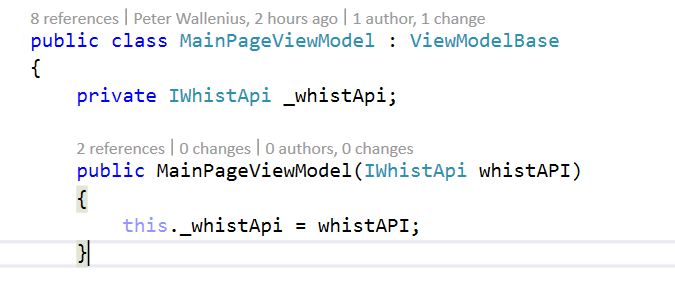 8 references | Peter Wallenius, 2 hours ago | 1 author, 1 change
public class MainPageViewModel : ViewModelBase
{
    private IWhistApi _whistApi;
    2 references | 0 changes | 0 authors, 0 changes
    public MainPageViewModel(IWhistApi whistAPI)
    {
        this._whistApi = whistAPI;
    }